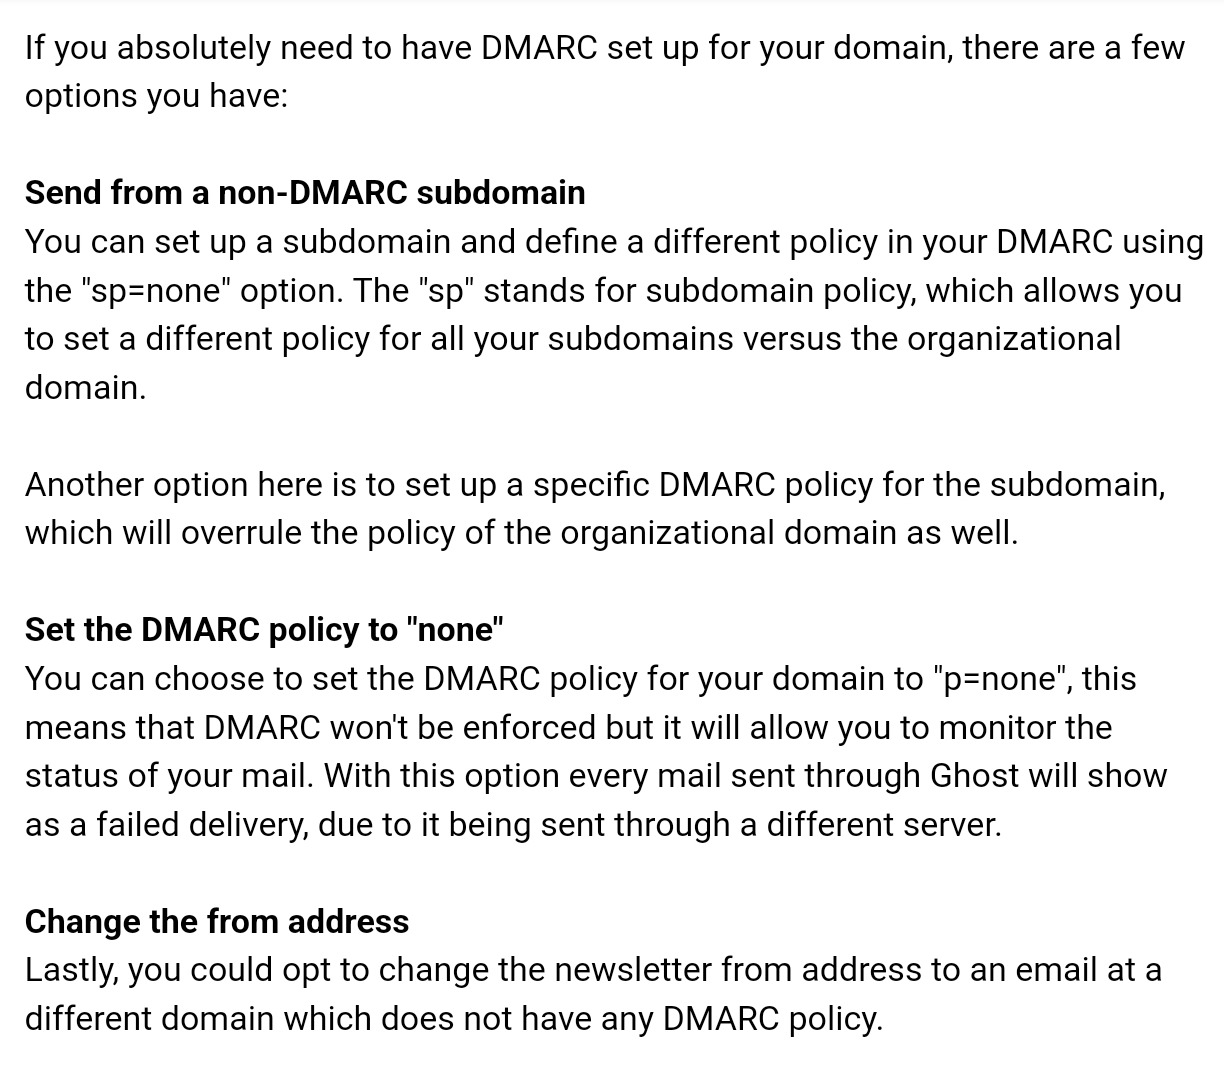 If you absolutely need to have DMARC set up for your domain, there are a few
options you have:
Send from a non-DMARC subdomain
You can set up a subdomain and define a different policy in your DMARC using
the "sp=none" option. The "sp" stands for subdomain policy, which allows you
to set a different policy for all your subdomains versus the organizational
domain.
Another option here is to set up a specific DMARC policy for the subdomain,
which will overrule the policy of the organizational domain as well.
Set the DMARC policy to "none"
You can choose to set the DMARC policy for your domain to "p=none", this
means that DMARC won't be enforced but it will allow you to monitor the
status of your mail. With this option every mail sent through Ghost will show
as a failed delivery, due to it being sent through a different server.
Change the from address
Lastly, you could opt to change the newsletter from address to an email at a
different domain which does not have any DMARC policy.